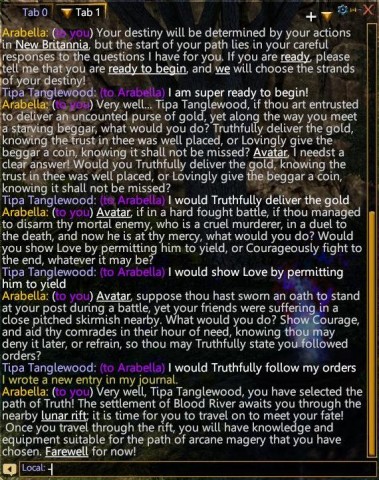 Tab 0 Tab 1
Arabella: (to you) Your destiny will be determined by your actions
in New Britannia, but the start of your path lies in your careful
responses to the questions I have for you. If you are ready, please
tell me that you are ready to begin, and we will choose the strands
of your destiny!
Tipa Tanglewood: (to Arabella) I am super ready to begin!
Arabella: (to you) Very well... Tipa Tanglewood, if thou art entrusted
to deliver an uncounted purse of gold, yet along the way you meet
a starving beggar, what would you do? Truthfully deliver the gold,
knowing the trust in thee was well placed, or Lovingly give the
beggar a coin, knowing it shall not be missed? Avatar, I needst a
clear answer! Would you Truthfully deliver the gold, knowing the
trust in thee was well placed, or Lovingly give the beggar a coin,
knowing it shall not be missed?
Tipa Tanglewood: (to Arabella) I would Truthfully deliver the gold
Arabella: (to you) Avatar, if in a hard fought battle, if thou managed
to disarm thy mortal enemy, who is a cruel murderer, in a duel to
the death, and now he is at thy mercy, what would you do? Would
you show Love by permitting him to yield, or Courageously fight to
the end, whatever it may be?
Tipa Tanglewood: (to Arabella) I would show Love by permitting
him to yield
Arabella: (to you) Avatar, suppose thou hast sworn an oath to stand
at your post during a battle, yet your friends were suffering in a
close pitched skirmish nearby. What would you do? Show Courage,
and aid thy comrades in their hour of need, knowing thou may
deny it later, or refrain, so thou may Truthfully state you followed
orders?
Tipa Tanglewood: (to Arabella) I would Truthfully follow my orders
I wrote a new entry in my journal.
Arabella: (to you) Very well, Tipa Tanglewood, you have selected the
path of Truth! The settlement of Blood River awaits you through the
nearby lunar rift; it is time for you to travel on to meet your fate!
Once you travel through the rift, you will have knowledge and
equipment suitable for the path of arcane magery that you have
chosen. Farewell for now!
Local: -